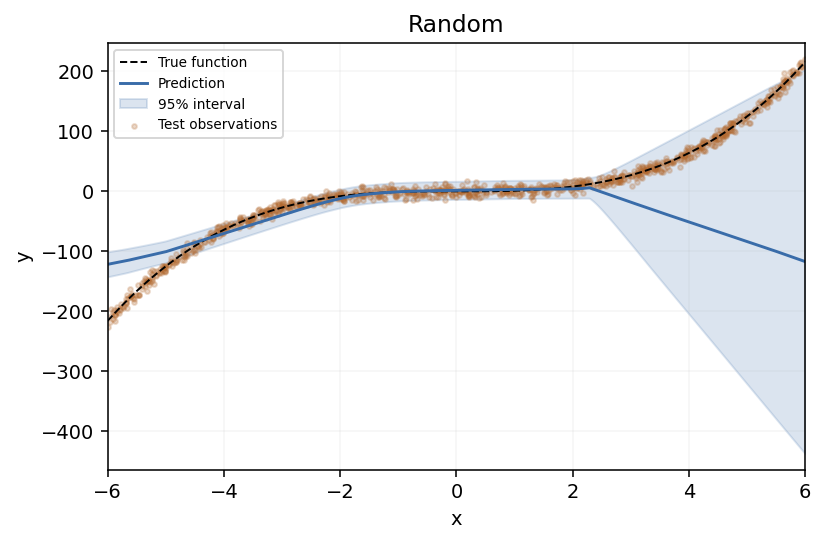 Random
True function
Prediction
95% interval
Test observations
200
100
0
−100
−200
−300
−400
y
−6
−4
−2
0
2
4
6
x